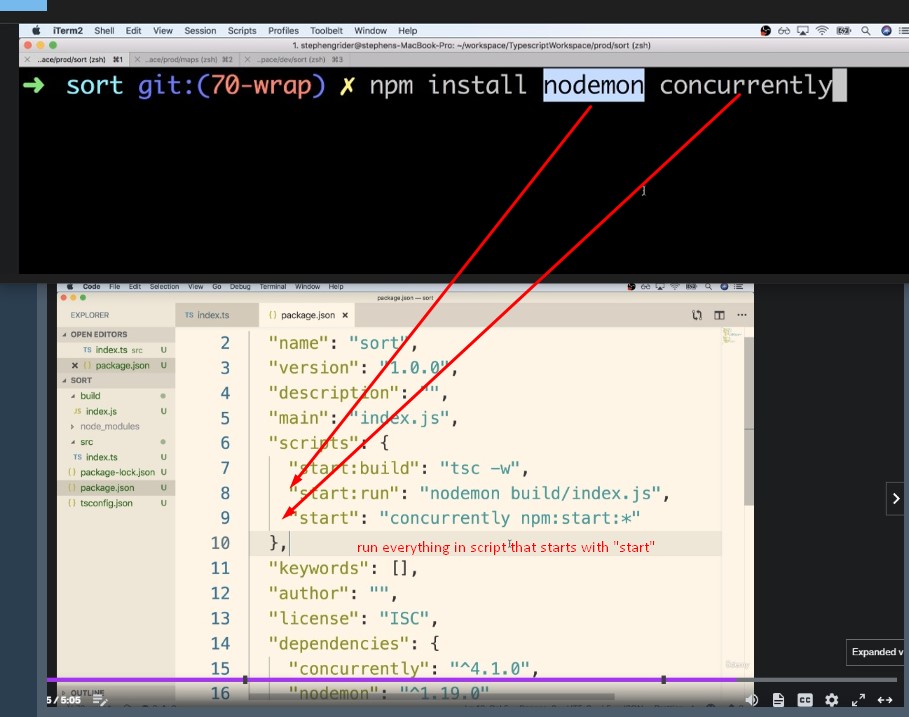 iTerm2 Shell Edit View Session Scripts Profiles Toolbelt Window Help
1. stephengrider@stephens-MacBook-Pro: ~/workspace/TypescriptWorkspace/prod/sort (zsh)
× ..ace/prod/sort (zsh) ⌘1 × ..ace/prod/maps (zsh) ⌘2 × ..pace/dev/sort (zsh) ⌘3
➜ sort git:(70-wrap) ✗ npm install nodemon concurrently
Code File Edit Selection View Go Debug Terminal Window Help
package.json — sort
EXPLORER
OPEN EDITORS
TS index.ts src U
× {} package.json U
SORT
build
JS index.js U
node_modules
src
TS index.ts U
{} package-lock.json U
{} package.json U
{} tsconfig.json U
OUTLINE
TS index.ts {} package.json ×
2 "name": "sort",
3 "version": "1.0.0",
4 "description": "",
5 "main": "index.js",
6 "scripts": {
7 "start:build": "tsc -w",
8 "start:run": "nodemon build/index.js",
9 "start": "concurrently npm:start:*"
10 },
run everything in script that starts with "start"
11 "keywords": [],
12 "author": "",
13 "license": "ISC",
14 "dependencies": {
15 "concurrently": "^4.1.0",
16 "nodemon": "^1.19.0"
Udemy
Expanded v
5 / 5:05
CC